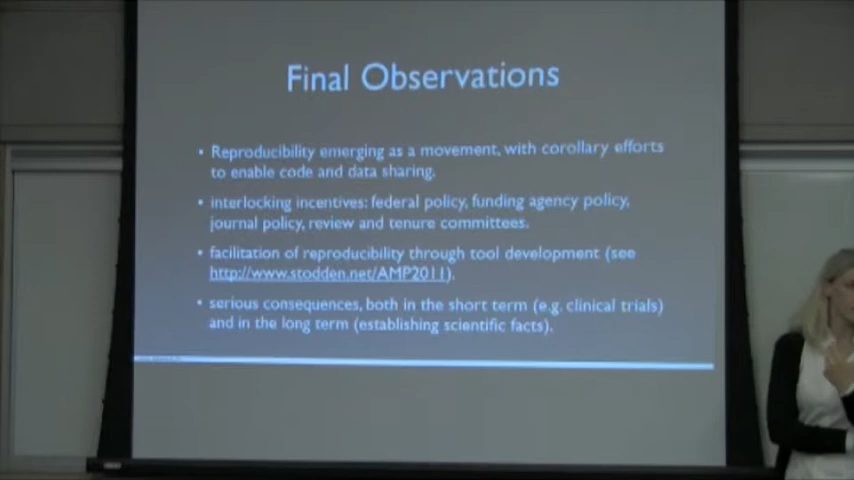 Final Observations
• Reproducibility emerging as a movement, with corollary efforts
to enable code and data sharing.
• interlocking incentives: federal policy, funding agency policy,
journal policy, review and tenure committees.
• facilitation of reproducibility through tool development (see
http://www.stodden.net/AMP2011).
• serious consequences, both in the short term (e.g. clinical trials)
and in the long term (establishing scientific facts).